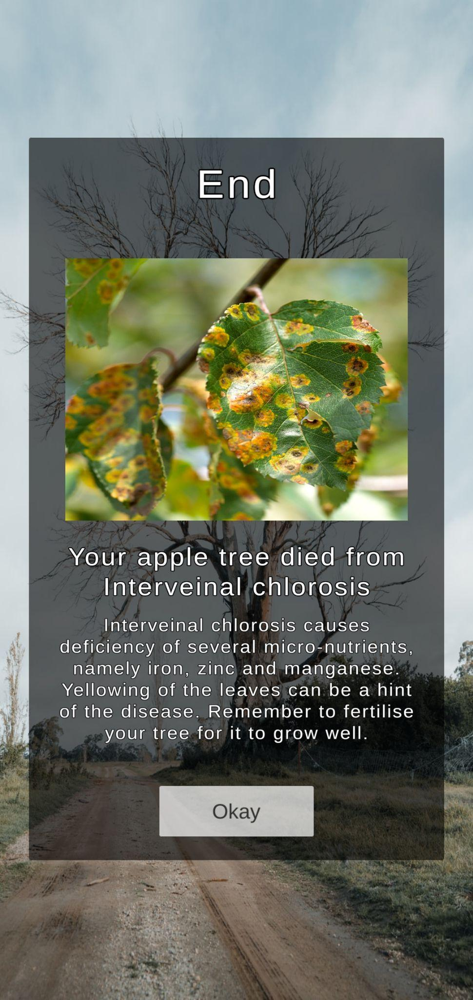 End
Your apple tree died from
Interveinal chlorosis
Interveinal chlorosis causes
deficiency of several micro-nutrients,
namely iron, zinc and manganese.
Yellowing of the leaves can be a hint
of the disease. Remember to fertilise
your tree for it to grow well.
Okay